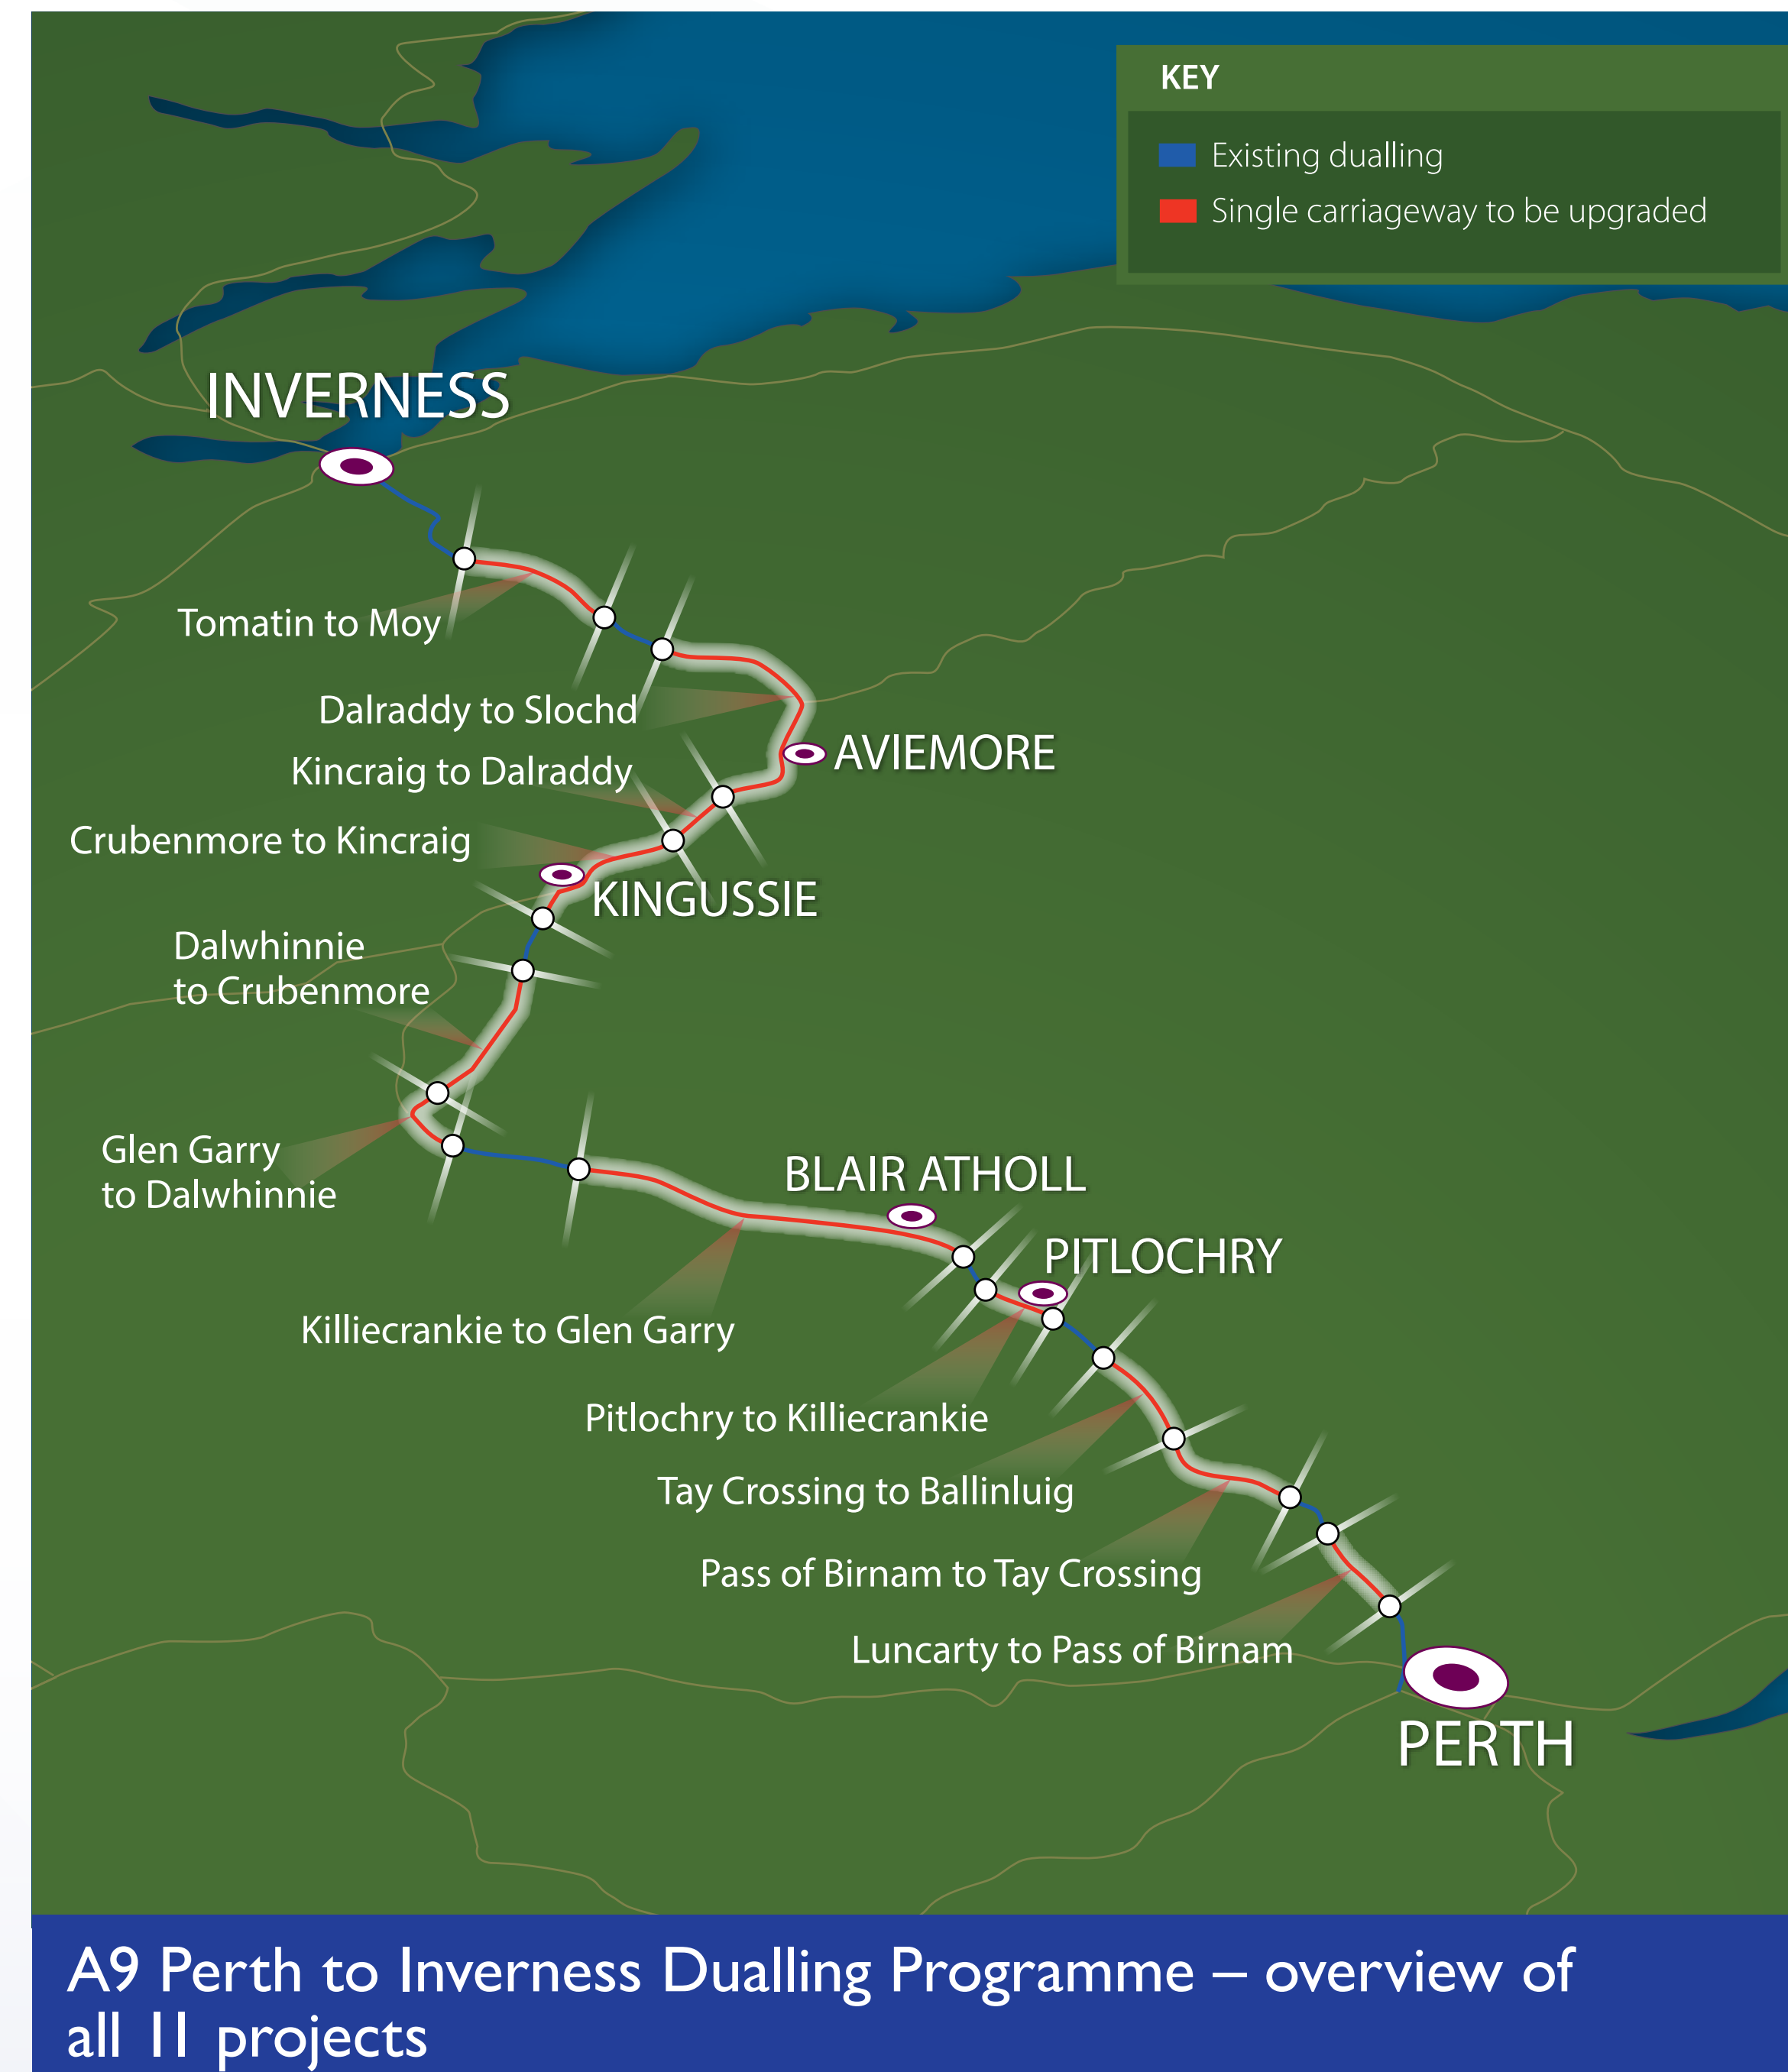 KEY
Existing dualling
Single carriageway to be upgraded
INVERNESS
Tomatin to Moy
Dalraddy to Slochd
AVIEMORE
Kincraig to Dalraddy
Crubenmore to Kincraig
KINGUSSIE
Dalwhinnie
to Crubenmore
Glen Garry
to Dalwhinnie
BLAIR ATHOLL
PITLOCHRY
Killiecrankie to Glen Garry
Pitlochry to Killiecrankie
Tay Crossing to Ballinluig
Pass of Birnam to Tay Crossing
Luncarty to Pass of Birnam
PERTH
A9 Perth to Inverness Dualling Programme – overview of
all 11 projects